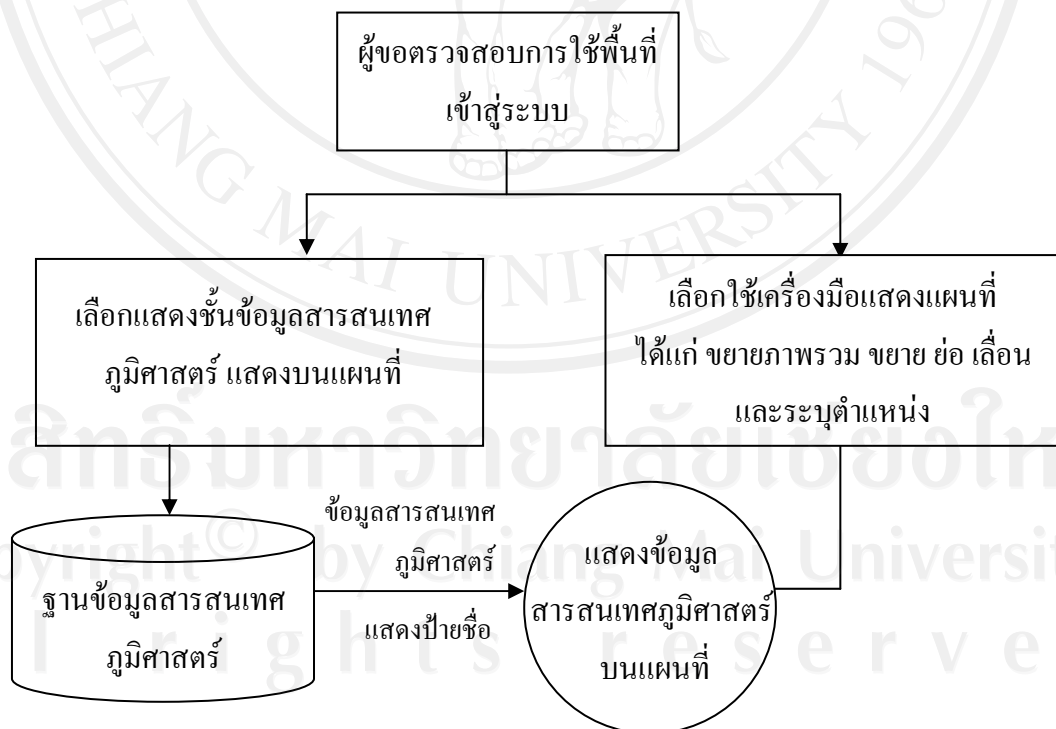 ผู้ขอตรวจสอบการใช้พื้นที่
เข้าสู่ระบบ
เลือกแสดงชั้นข้อมูลสารสนเทศ
ภูมิศาสตร์ แสดงบนแผนที่
เลือกใช้เครื่องมือแสดงแผนที่
ได้แก่ ขยายภาพรวม ขยาย ย่อ เลื่อน
และระบุตำแหน่ง
ฐานข้อมูลสารสนเทศ
ภูมิศาสตร์
ข้อมูลสารสนเทศ
ภูมิศาสตร์
แสดงป้ายชื่อ
แสดงข้อมูล
สารสนเทศภูมิศาสตร์
บนแผนที่
CHIANG MAI UNIVERSITY 196
สิทธิ์มหาวิทยาลัยเชียงให
pyright © by Chiang Mai Universit
l rights reserve